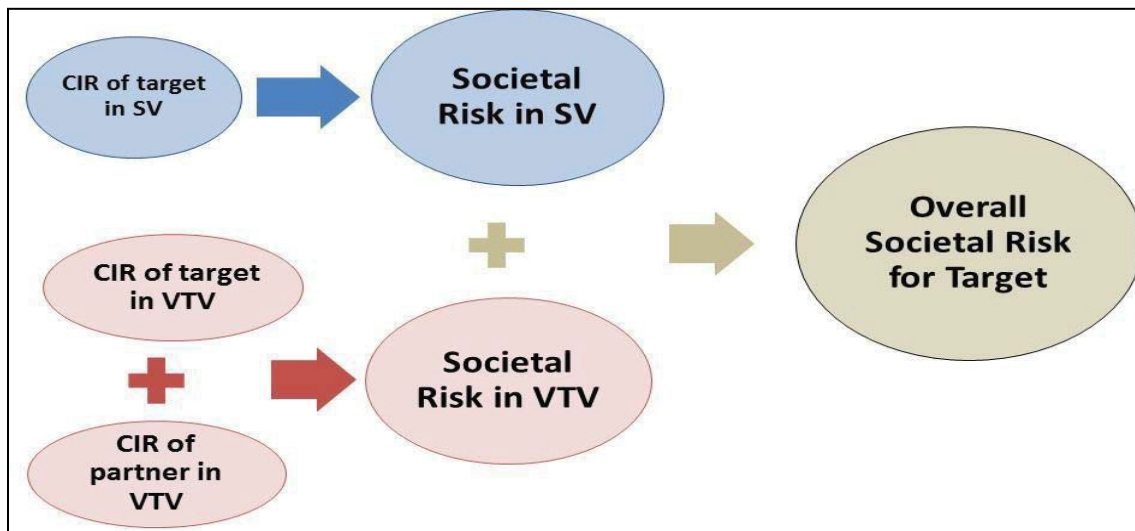 CIR of target
in SV
Societal
Risk in SV
CIR of target
in VTV
CIR of
partner in
VTV
Societal
Risk in VTV
Overall
Societal Risk
for Target